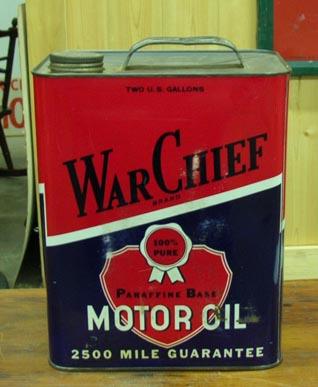 TWO U.S. GALLONS
WAR CHIEF
BRAND
100%
PURE
PARAFFINE BASE
MOTOR OIL
2500 MILE GUARANTEE